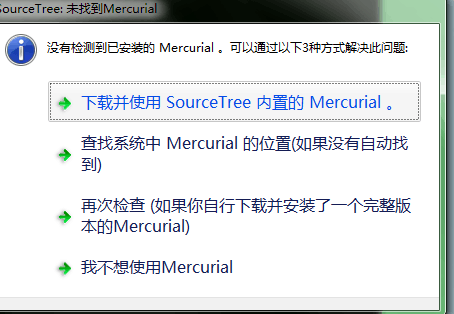 SourceTree: 未找到Mercurial
没有检测到已安装的 Mercurial 。可以通过以下3种方式解决此问题:
下载并使用 SourceTree 内置的 Mercurial 。
查找系统中 Mercurial 的位置(如果没有自动找
到)
再次检查 (如果你自行下载并安装了一个完整版
本的Mercurial)
我不想使用Mercurial